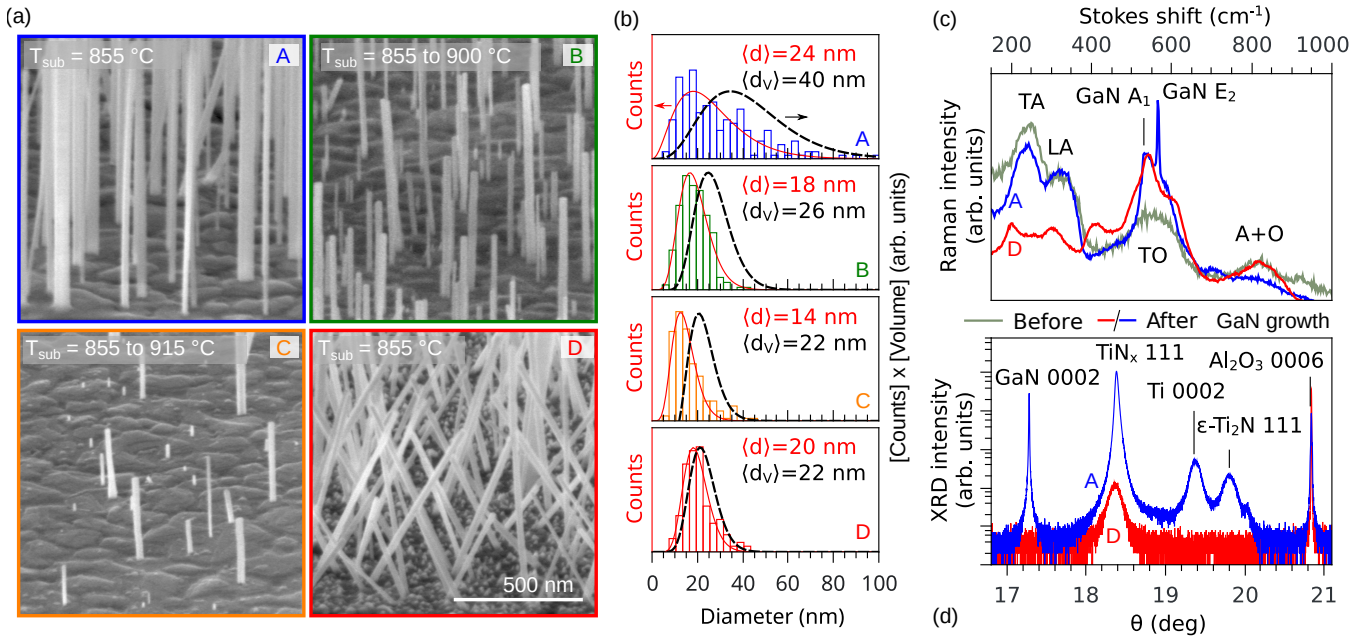 (a)
T_sub = 855 °C
A
T_sub = 855 to 900 °C
B
T_sub = 855 to 915 °C
C
T_sub = 855 °C
D
500 nm
(b)
Counts
⟨d⟩=24 nm
⟨d_V⟩=40 nm
A
Counts
⟨d⟩=18 nm
⟨d_V⟩=26 nm
B
Counts
⟨d⟩=14 nm
⟨d_V⟩=22 nm
C
Counts
⟨d⟩=20 nm
⟨d_V⟩=22 nm
D
0 20 40 60 80 100
Diameter (nm)
[Counts] x [Volume] (arb. units)
(c)
Stokes shift (cm⁻¹)
200 400 600 800 1000
Raman intensity
(arb. units)
TA
LA
GaN A₁
GaN E₂
A
D
TO
A+O
Before
/
After
GaN growth
XRD intensity
(arb. units)
GaN 0002
TiNₓ 111
Ti 0002
ε-Ti₂N 111
Al₂O₃ 0006
A
D
17 18 19 20 21
θ (deg)
(d)